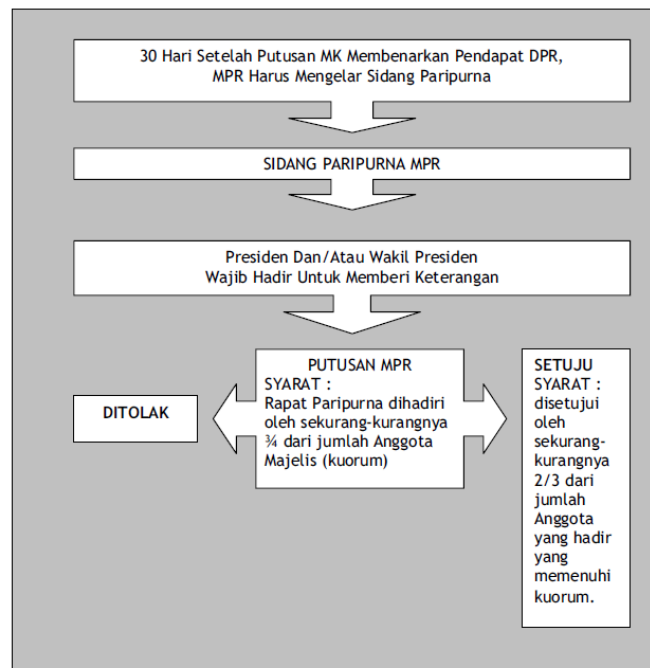 30 Hari Setelah Putusan MK Membenarkan Pendapat DPR,
MPR Harus Mengelar Sidang Paripurna
SIDANG PARIPURNA MPR
Presiden Dan/Atau Wakil Presiden
Wajib Hadir Untuk Memberi Keterangan
DITOLAK
PUTUSAN MPR
SYARAT :
Rapat Paripurna dihadiri
oleh sekurang-kurangnya
¾ dari jumlah Anggota
Majelis (kuorum)
SETUJU
SYARAT :
disetujui
oleh
sekurang-
kurangnya
2/3 dari
jumlah
Anggota
yang hadir
yang
memenuhi
kuorum.